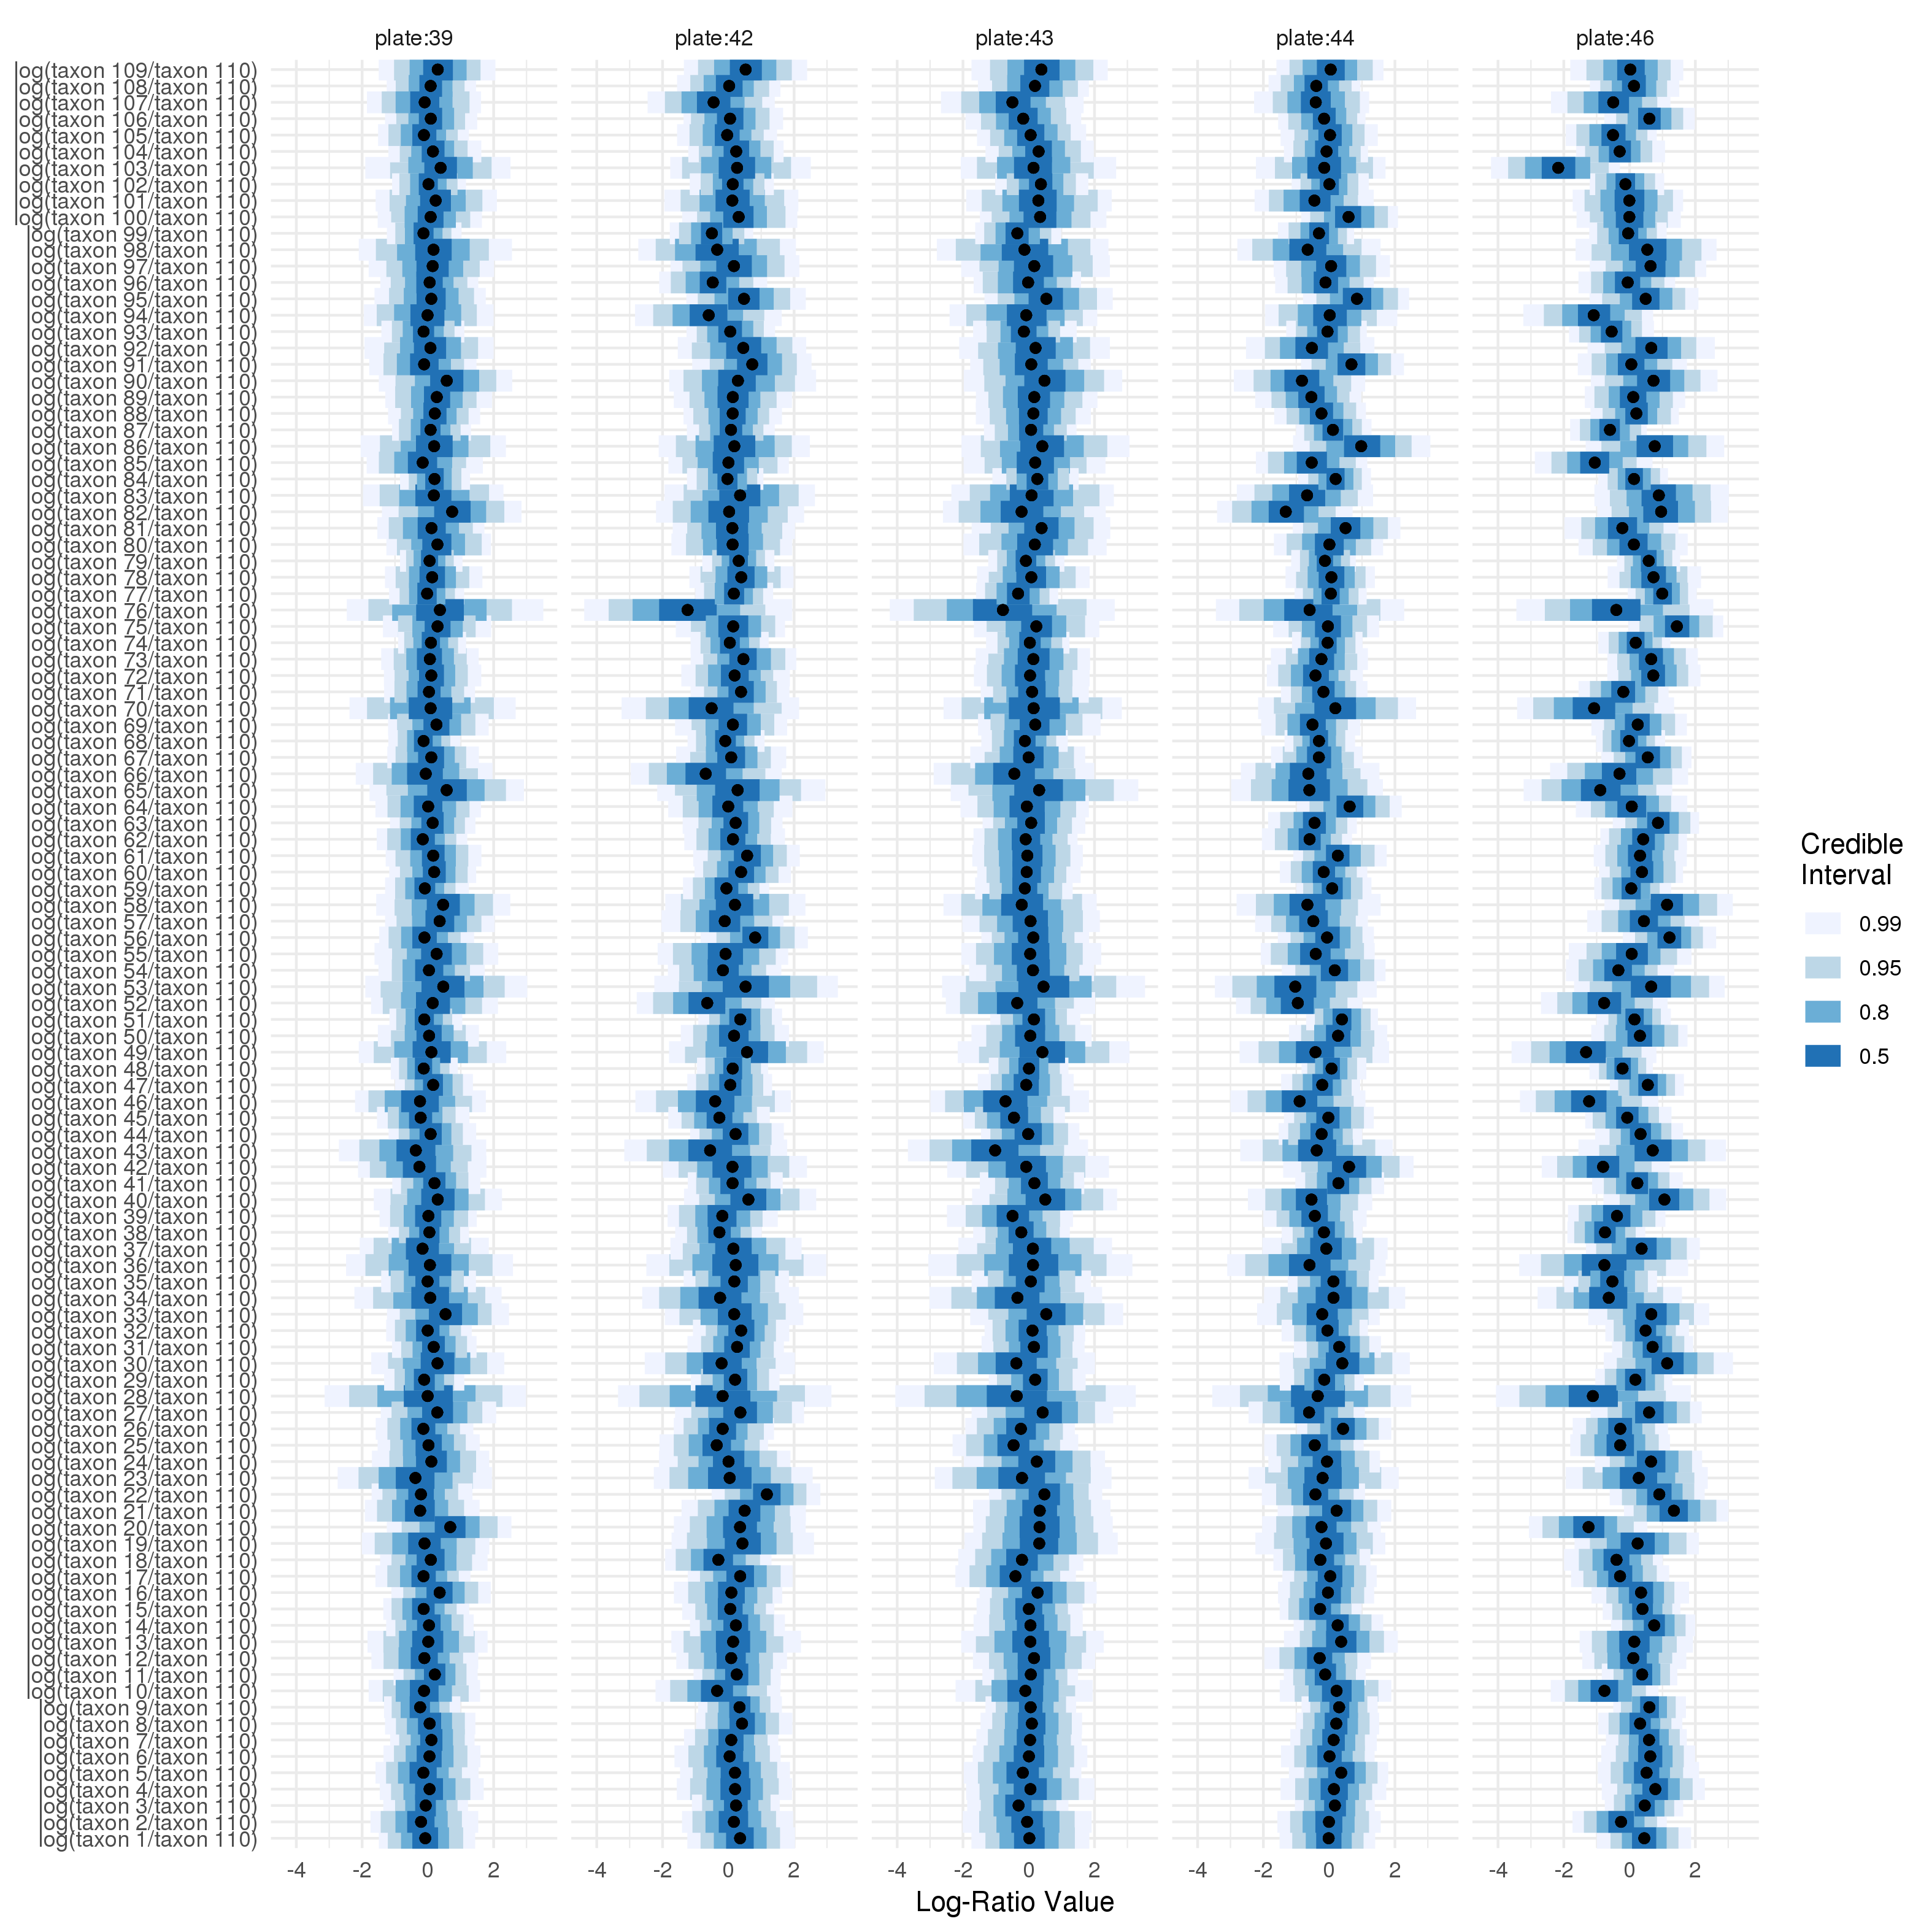 plate:39 plate:42 plate:43 plate:44 plate:46
log(taxon 109/taxon 110)
log(taxon 108/taxon 110)
log(taxon 107/taxon 110)
log(taxon 106/taxon 110)
log(taxon 105/taxon 110)
log(taxon 104/taxon 110)
log(taxon 103/taxon 110)
log(taxon 102/taxon 110)
log(taxon 101/taxon 110)
log(taxon 100/taxon 110)
log(taxon 99/taxon 110)
log(taxon 98/taxon 110)
log(taxon 97/taxon 110)
log(taxon 96/taxon 110)
log(taxon 95/taxon 110)
log(taxon 94/taxon 110)
log(taxon 93/taxon 110)
log(taxon 92/taxon 110)
log(taxon 91/taxon 110)
log(taxon 90/taxon 110)
log(taxon 89/taxon 110)
log(taxon 88/taxon 110)
log(taxon 87/taxon 110)
log(taxon 86/taxon 110)
log(taxon 85/taxon 110)
log(taxon 84/taxon 110)
log(taxon 83/taxon 110)
log(taxon 82/taxon 110)
log(taxon 81/taxon 110)
log(taxon 80/taxon 110)
log(taxon 79/taxon 110)
log(taxon 78/taxon 110)
log(taxon 77/taxon 110)
log(taxon 76/taxon 110)
log(taxon 75/taxon 110)
log(taxon 74/taxon 110)
log(taxon 73/taxon 110)
log(taxon 72/taxon 110)
log(taxon 71/taxon 110)
log(taxon 70/taxon 110)
log(taxon 69/taxon 110)
log(taxon 68/taxon 110)
log(taxon 67/taxon 110)
log(taxon 66/taxon 110)
log(taxon 65/taxon 110)
log(taxon 64/taxon 110)
log(taxon 63/taxon 110)
log(taxon 62/taxon 110)
log(taxon 61/taxon 110)
log(taxon 60/taxon 110)
log(taxon 59/taxon 110)
log(taxon 58/taxon 110)
log(taxon 57/taxon 110)
log(taxon 56/taxon 110)
log(taxon 55/taxon 110)
log(taxon 54/taxon 110)
log(taxon 53/taxon 110)
log(taxon 52/taxon 110)
log(taxon 51/taxon 110)
log(taxon 50/taxon 110)
log(taxon 49/taxon 110)
log(taxon 48/taxon 110)
log(taxon 47/taxon 110)
log(taxon 46/taxon 110)
log(taxon 45/taxon 110)
log(taxon 44/taxon 110)
log(taxon 43/taxon 110)
log(taxon 42/taxon 110)
log(taxon 41/taxon 110)
log(taxon 40/taxon 110)
log(taxon 39/taxon 110)
log(taxon 38/taxon 110)
log(taxon 37/taxon 110)
log(taxon 36/taxon 110)
log(taxon 35/taxon 110)
log(taxon 34/taxon 110)
log(taxon 33/taxon 110)
log(taxon 32/taxon 110)
log(taxon 31/taxon 110)
log(taxon 30/taxon 110)
log(taxon 29/taxon 110)
log(taxon 28/taxon 110)
log(taxon 27/taxon 110)
log(taxon 26/taxon 110)
log(taxon 25/taxon 110)
log(taxon 24/taxon 110)
log(taxon 23/taxon 110)
log(taxon 22/taxon 110)
log(taxon 21/taxon 110)
log(taxon 20/taxon 110)
log(taxon 19/taxon 110)
log(taxon 18/taxon 110)
log(taxon 17/taxon 110)
log(taxon 16/taxon 110)
log(taxon 15/taxon 110)
log(taxon 14/taxon 110)
log(taxon 13/taxon 110)
log(taxon 12/taxon 110)
log(taxon 11/taxon 110)
log(taxon 10/taxon 110)
log(taxon 9/taxon 110)
log(taxon 8/taxon 110)
log(taxon 7/taxon 110)
log(taxon 6/taxon 110)
log(taxon 5/taxon 110)
log(taxon 4/taxon 110)
log(taxon 3/taxon 110)
log(taxon 2/taxon 110)
log(taxon 1/taxon 110)
-4 -2 0 2 -4 -2 0 2 -4 -2 0 2 -4 -2 0 2 -4 -2 0 2
Log-Ratio Value
Credible
Interval
0.99
0.95
0.8
0.5